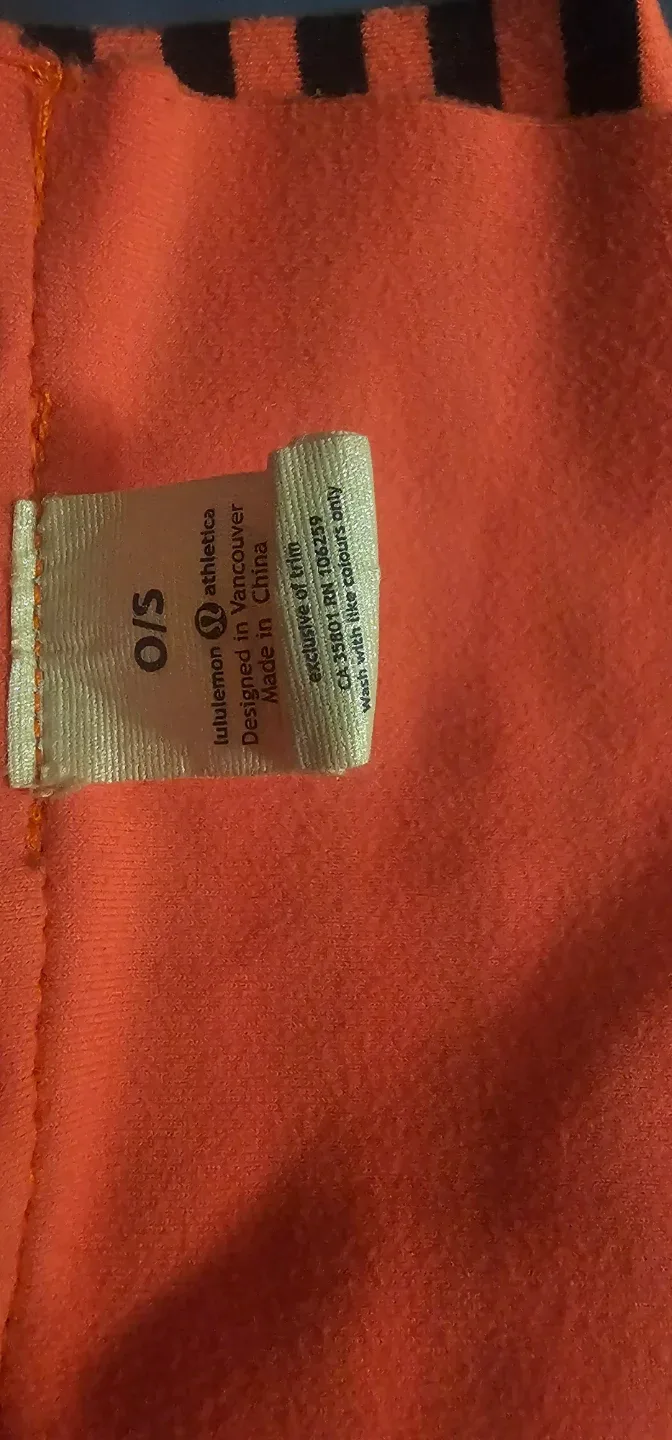 O/S
lululemon athletica
Designed in Vancouver
Made in China
exclusive of trim
CA 35801 RN 106259
Wash with like colours only